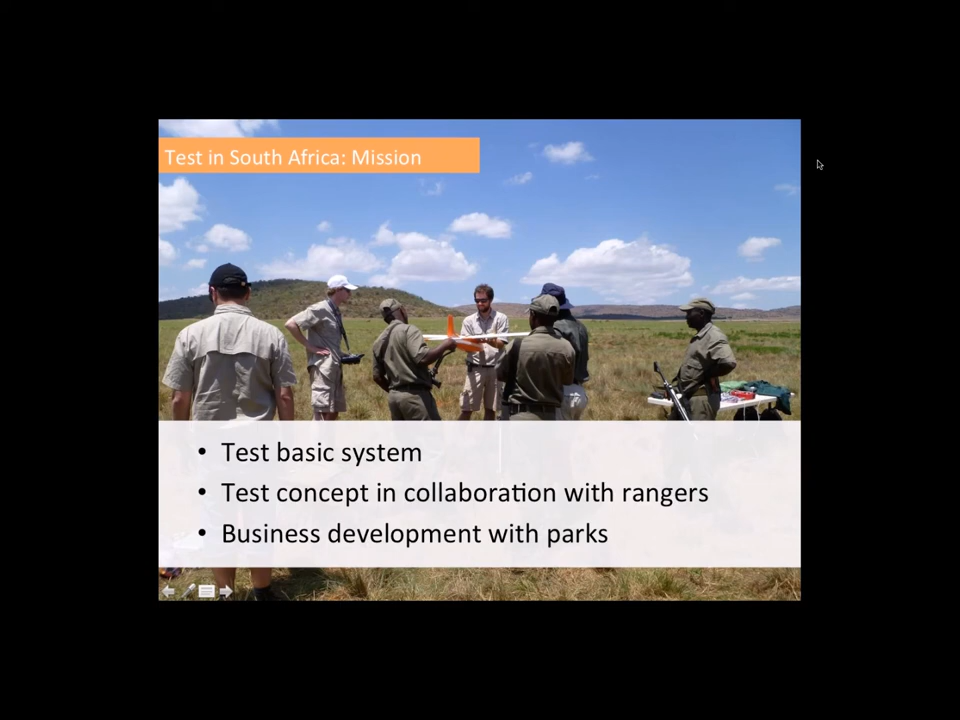 Test in South Africa: Mission
• Test basic system
• Test concept in collaboration with rangers
• Business development with parks